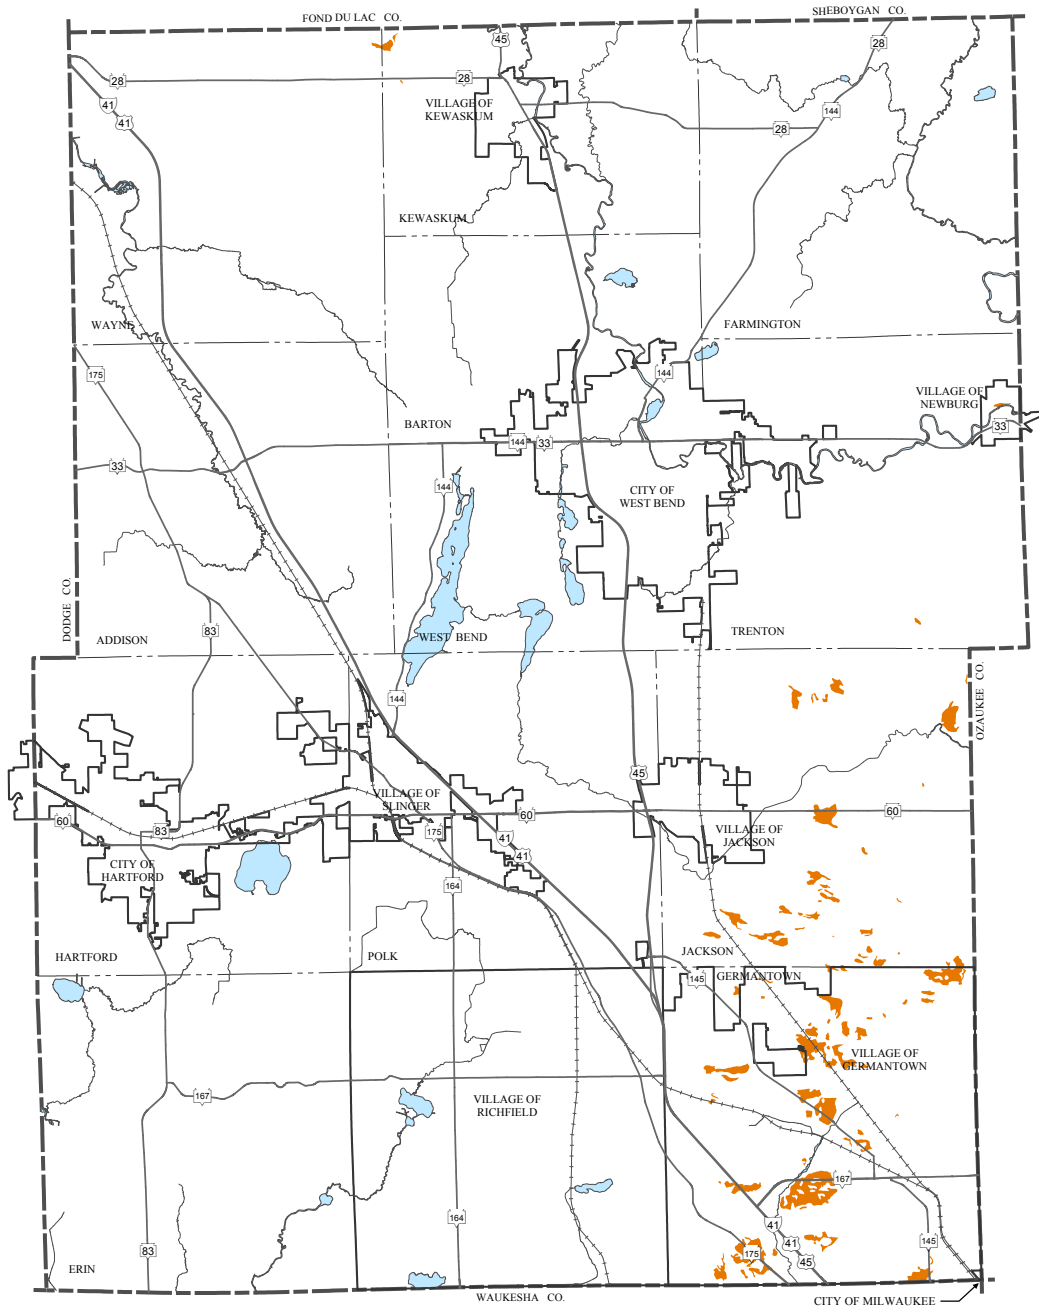 FOND DU LAC CO.
SHEBOYGAN CO.
45
28
28
28
41
41
VILLAGE OF
KEWASKUM
144
28
KEWASKUM
WAYNE
FARMINGTON
175
144
VILLAGE OF
NEWBURG
BARTON
33
144
33
33
144
CITY OF
WEST BEND
DODGE CO.
83
ADDISON
WEST BEND
TRENTON
OZAUKEE CO.
144
45
VILLAGE OF
SLINGER
60
60
60
83
175
41
41
VILLAGE OF
JACKSON
CITY OF
HARTFORD
164
HARTFORD
POLK
JACKSON
GERMANTOWN
145
VILLAGE OF
GERMANTOWN
167
VILLAGE OF
RICHFIELD
167
164
41
41
45
175
145
83
ERIN
WAUKESHA CO.
CITY OF MILWAUKEE